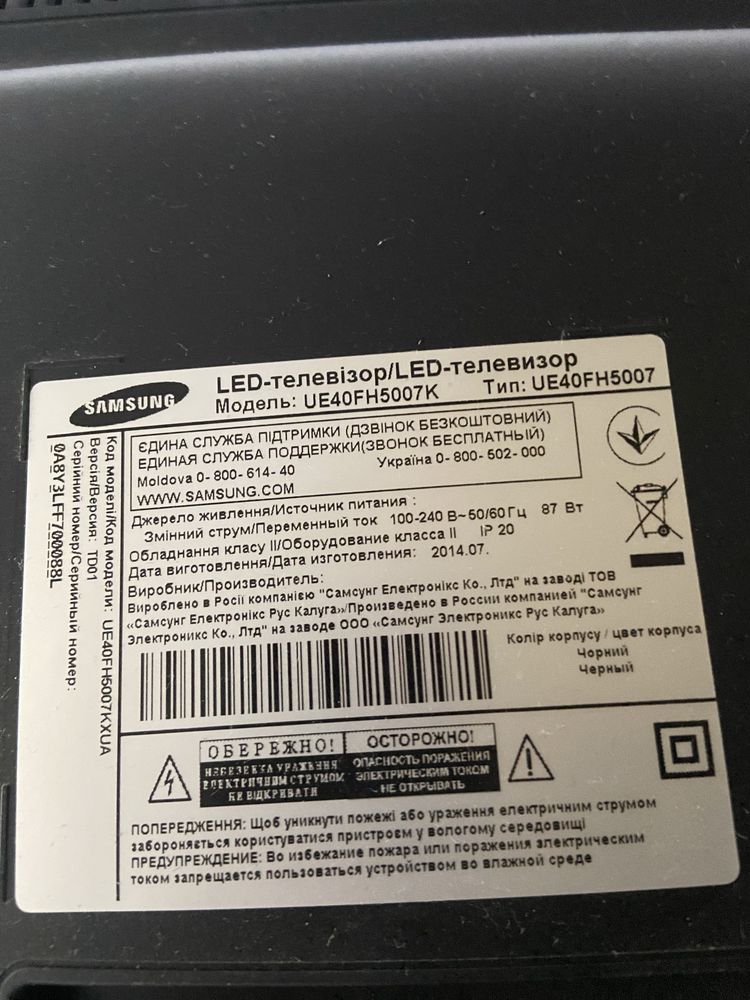 SAMSUNG
LED-телевізор/LED-телевизор
Модель: UE40FH5007K Тип: UE40FH5007
ЄДИНА СЛУЖБА ПІДТРИМКИ (ДЗВІНОК БЕЗКОШТОВНИЙ)
ЕДИНАЯ СЛУЖБА ПОДДЕРЖКИ(ЗВОНОК БЕСПЛАТНЫЙ)
Moldova 0- 800- 614- 40 Україна 0- 800- 502- 000
WWW.SAMSUNG.COM
Джерело живлення/Источник питания :
Змінний струм/Переменный ток 100-240 В~50/60 Гц 87 Вт
Обладнання класу II/Оборудование класса II IP 20
Дата виготовлення/Дата изготовления: 2014.07.
Виробник/Производитель:
Вироблено в Росії компанією "Самсунг Електронікс Ко., Лтд" на заводі ТОВ
«Самсунг Електронікс Рус Калуга»/Произведено в России компанией "Самсунг
Электроникс Ко., Лтд" на заводе ООО «Самсунг Электроникс Рус Калуга»
Колір корпусу / цвет корпуса
Чорний
Черный
Код моделі/Код модели: UE40FH5007KXUA
Версія/Версия: TD01
Серійний номер/Серийный номер:
0A8Y3LFF700088L
ОБЕРЕЖНО! ОСТОРОЖНО!
НЕБЕЗПЕКА УРАЖЕННЯ ОПАСНОСТЬ ПОРАЖЕНИЯ
ЕЛЕКТРИЧНИМ СТРУМОМ ЭЛЕКТРИЧЕСКИМ ТОКОМ
НЕ ВІДКРИВАТИ НЕ ОТКРЫВАТЬ
ПОПЕРЕДЖЕННЯ: Щоб уникнути пожежі або ураження електричним струмом
забороняється користуватися пристроєм у вологому середовищі
ПРЕДУПРЕЖДЕНИЕ: Во избежание пожара или поражения электрическим
током запрещается пользоваться устройством во влажной среде